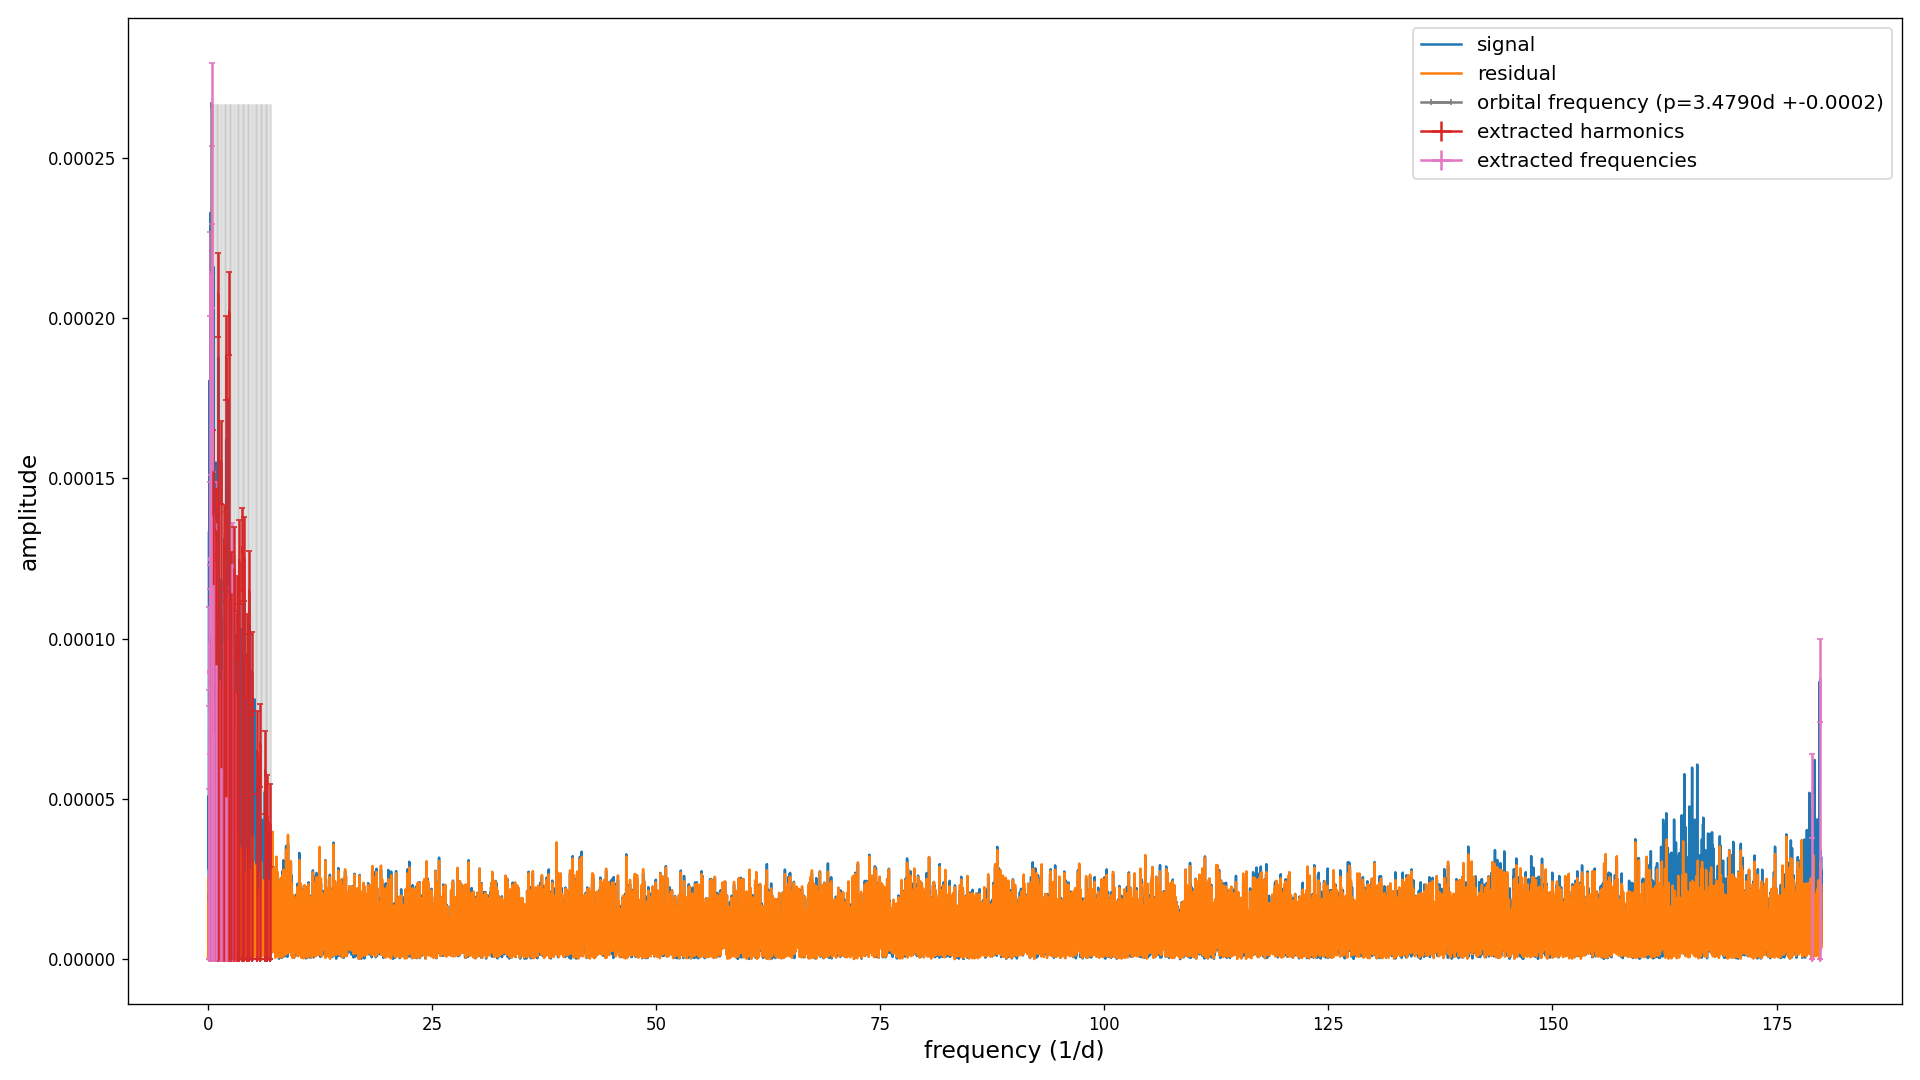 signal
residual
orbital frequency (p=3.4790d +-0.0002)
extracted harmonics
extracted frequencies
amplitude
0.00025
0.00020
0.00015
0.00010
0.00005
0.00000
0 25 50 75 100 125 150 175
frequency (1/d)